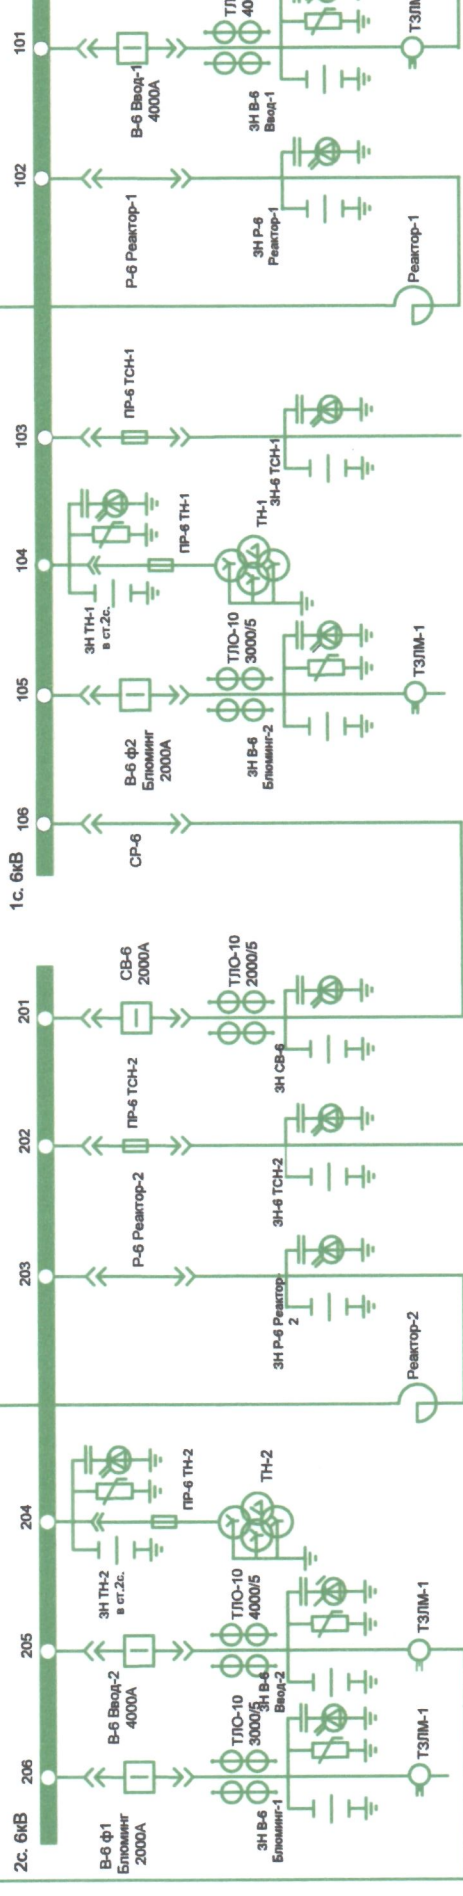 2с. 6кВ
206
В-6 ф1
Блюминг
2000А
ТЛО-10
3000/5
ЗН В-6
Блюминг-1
ТЗЛМ-1
205
В-6 Ввод-2
4000А
ТЛО-10
4000/5
ЗН В-6
Ввод-2
ТЗЛМ-1
204
ЗН ТН-2
в ст.2с.
ПР-6 ТН-2
ТН-2
Реактор-2
203
Р-6 Реактор-2
ЗН Р-6 Реактор-
2
202
ПР-6 ТСН-2
ЗН-6 ТСН-2
201
СВ-6
2000А
ТЛО-10
2000/5
ЗН СВ-6
1с. 6кВ
106
СР-6
105
В-6 ф2
Блюминг
2000А
ТЛО-10
3000/5
ЗН В-6
Блюминг-2
ТЗЛМ-1
104
ЗН ТН-1
в ст.2с.
ПР-6 ТН-1
ТН-1
103
ПР-6 ТСН-1
ЗН-6 ТСН-1
Реактор-1
102
Р-6 Реактор-1
ЗН Р-6
Реактор-1
101
В-6 Ввод-1
4000А
ЗН В-6
Ввод-1